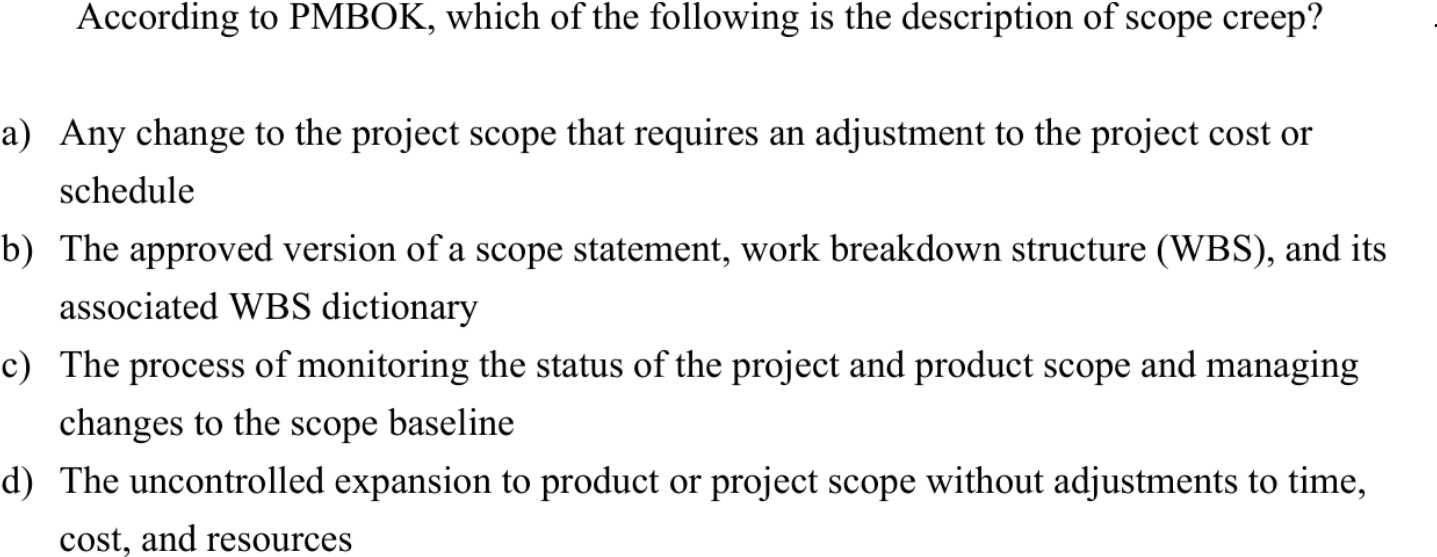 According to PMBOK, which of the following is the description of scope creep?
a) Any change to the project scope that requires an adjustment to the project cost or
schedule
b) The approved version of a scope statement, work breakdown structure (WBS), and its
associated WBS dictionary
c) The process of monitoring the status of the project and product scope and managing
changes to the scope baseline
d) The uncontrolled expansion to product or project scope without adjustments to time,
cost, and resources